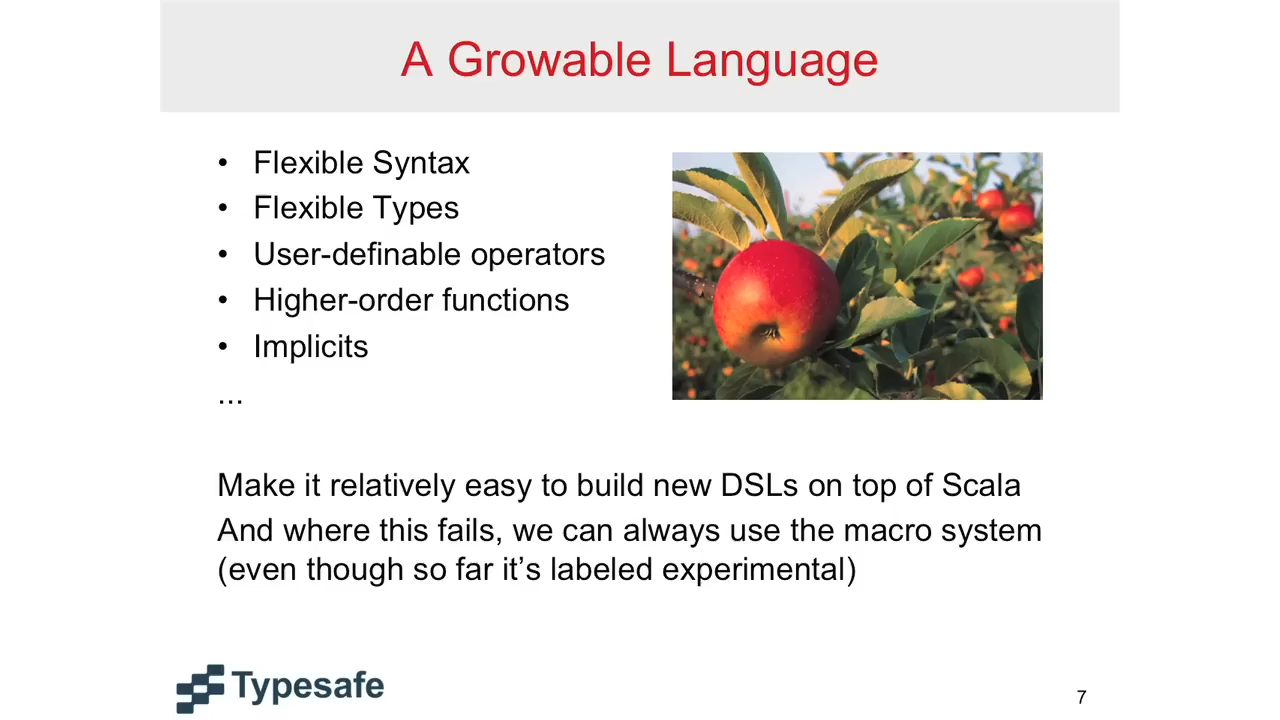 A Growable Language
• Flexible Syntax
• Flexible Types
• User-definable operators
• Higher-order functions
• Implicits
...
Make it relatively easy to build new DSLs on top of Scala
And where this fails, we can always use the macro system
(even though so far it’s labeled experimental)
Typesafe
7